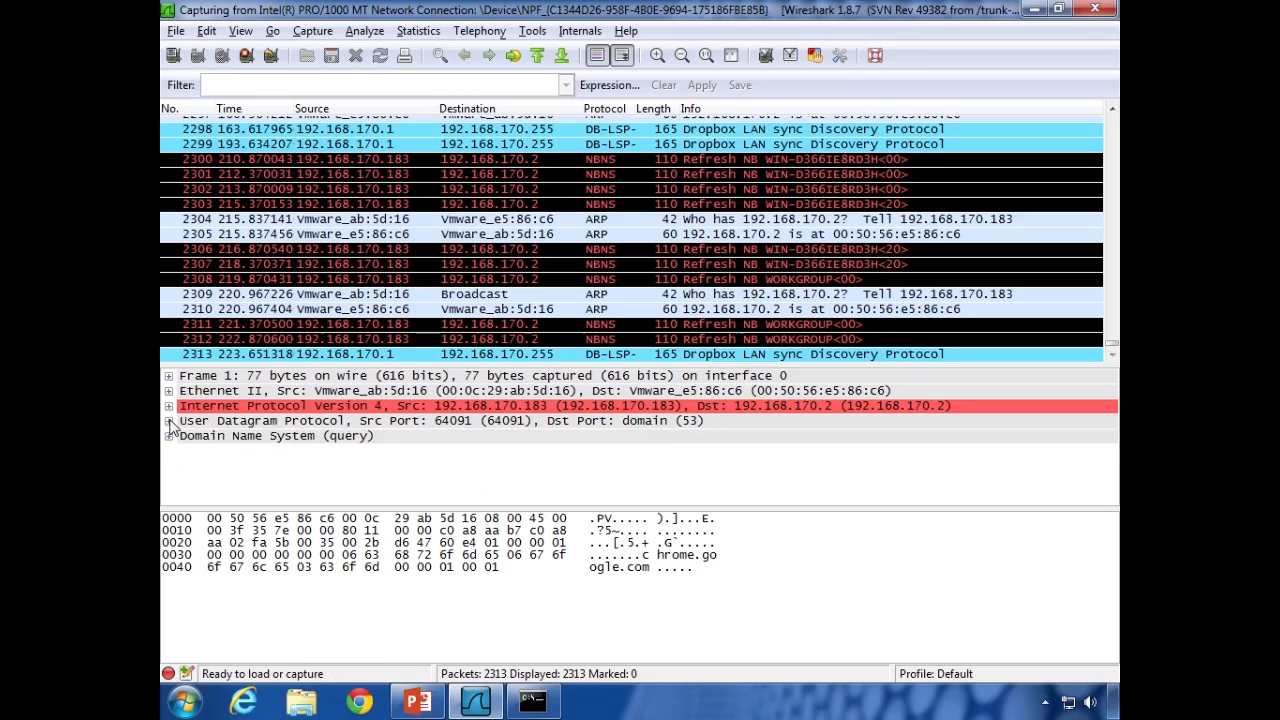 Capturing from Intel(R) PRO/1000 MT Network Connection: \Device\NPF_{C1344D26-958F-4B0E-9694-175186FBE85B} [Wireshark 1.8.7 (SVN Rev 49382 from /trunk-...
File Edit View Go Capture Analyze Statistics Telephony Tools Internals Help
Filter: Expression... Clear Apply Save
No. Time Source Destination Protocol Length Info
2298 163.617965 192.168.170.1 192.168.170.255 DB-LSP- 165 Dropbox LAN sync Discovery Protocol
2299 193.634207 192.168.170.1 192.168.170.255 DB-LSP- 165 Dropbox LAN sync Discovery Protocol
2300 210.870043 192.168.170.183 192.168.170.2 NBNS 110 Refresh NB WIN-D366IE8RD3H<00>
2301 212.370031 192.168.170.183 192.168.170.2 NBNS 110 Refresh NB WIN-D366IE8RD3H<00>
2302 213.870009 192.168.170.183 192.168.170.2 NBNS 110 Refresh NB WIN-D366IE8RD3H<00>
2303 215.370153 192.168.170.183 192.168.170.2 NBNS 110 Refresh NB WIN-D366IE8RD3H<20>
2304 215.837141 Vmware_ab:5d:16 Vmware_e5:86:c6 ARP 42 Who has 192.168.170.2? Tell 192.168.170.183
2305 215.837456 Vmware_e5:86:c6 Vmware_ab:5d:16 ARP 60 192.168.170.2 is at 00:50:56:e5:86:c6
2306 216.870540 192.168.170.183 192.168.170.2 NBNS 110 Refresh NB WIN-D366IE8RD3H<20>
2307 218.370371 192.168.170.183 192.168.170.2 NBNS 110 Refresh NB WIN-D366IE8RD3H<20>
2308 219.870431 192.168.170.183 192.168.170.2 NBNS 110 Refresh NB WORKGROUP<00>
2309 220.967226 Vmware_ab:5d:16 Broadcast ARP 42 Who has 192.168.170.2? Tell 192.168.170.183
2310 220.967404 Vmware_e5:86:c6 Vmware_ab:5d:16 ARP 60 192.168.170.2 is at 00:50:56:e5:86:c6
2311 221.370500 192.168.170.183 192.168.170.2 NBNS 110 Refresh NB WORKGROUP<00>
2312 222.870600 192.168.170.183 192.168.170.2 NBNS 110 Refresh NB WORKGROUP<00>
2313 223.651318 192.168.170.1 192.168.170.255 DB-LSP- 165 Dropbox LAN sync Discovery Protocol
Frame 1: 77 bytes on wire (616 bits), 77 bytes captured (616 bits) on interface 0
Ethernet II, Src: Vmware_ab:5d:16 (00:0c:29:ab:5d:16), Dst: Vmware_e5:86:c6 (00:50:56:e5:86:c6)
Internet Protocol Version 4, Src: 192.168.170.183 (192.168.170.183), Dst: 192.168.170.2 (192.168.170.2)
User Datagram Protocol, Src Port: 64091 (64091), Dst Port: domain (53)
Domain Name System (query)
0000 00 50 56 e5 86 c6 00 0c 29 ab 5d 16 08 00 45 00 .PV..... ).]...E.
0010 00 3f 35 7e 00 00 80 11 00 00 c0 a8 aa b7 c0 a8 .?5~.... ........
0020 aa 02 fa 5b 00 35 00 2b d6 47 60 e4 01 00 00 01 ...[.5.+ .G`.....
0030 00 00 00 00 00 00 06 63 68 72 6f 6d 65 06 67 6f .......c hrome.go
0040 6f 67 6c 65 03 63 6f 6d 00 00 01 00 01 ogle.com .....
Ready to load or capture Packets: 2313 Displayed: 2313 Marked: 0 Profile: Default